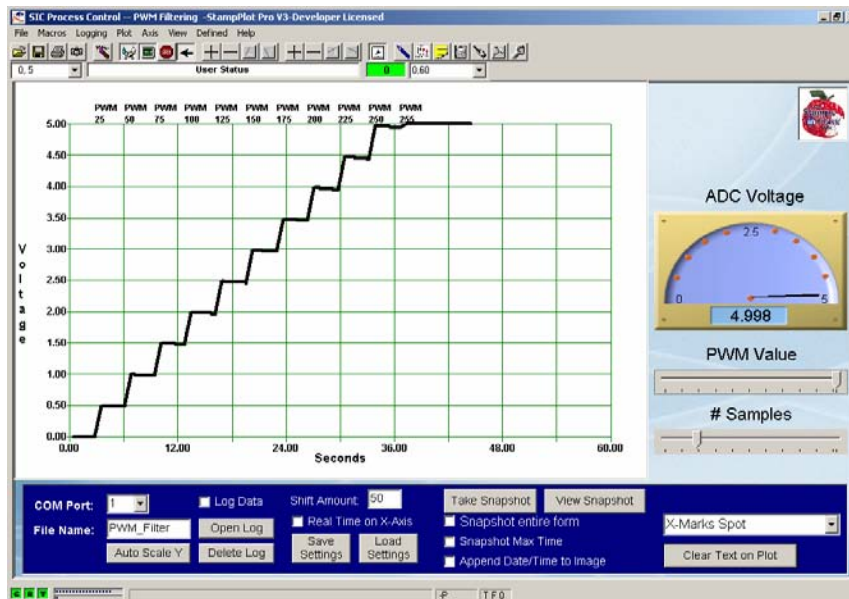 SIC Process Control -- PWM Filtering -StampPlot Pro V3-Developer Licensed
File Macros Logging Plot Axis View Defined Help
0, 5 User Status 0 0.60
PWM PWM PWM PWM PWM PWM PWM PWM PWM PWM PWM
25 50 75 100 125 150 175 200 225 250 255
5.00
4.50
4.00
3.50
3.00
2.50
2.00
1.50
1.00
0.50
0.00
Voltage
0.00 12.00 24.00 36.00 48.00 60.00
Seconds
ADC Voltage
2.5
0 5
4.998
PWM Value
# Samples
COM Port: 1 Log Data Shift Amount: 50 Take Snapshot View Snapshot
File Name: PWM_Filter Open Log Real Time on X-Axis Snapshot entire form X-Marks Spot
Auto Scale Y Delete Log Save Settings Load Settings Snapshot Max Time Clear Text on Plot
Append Date/Time to Image
-P T F 0